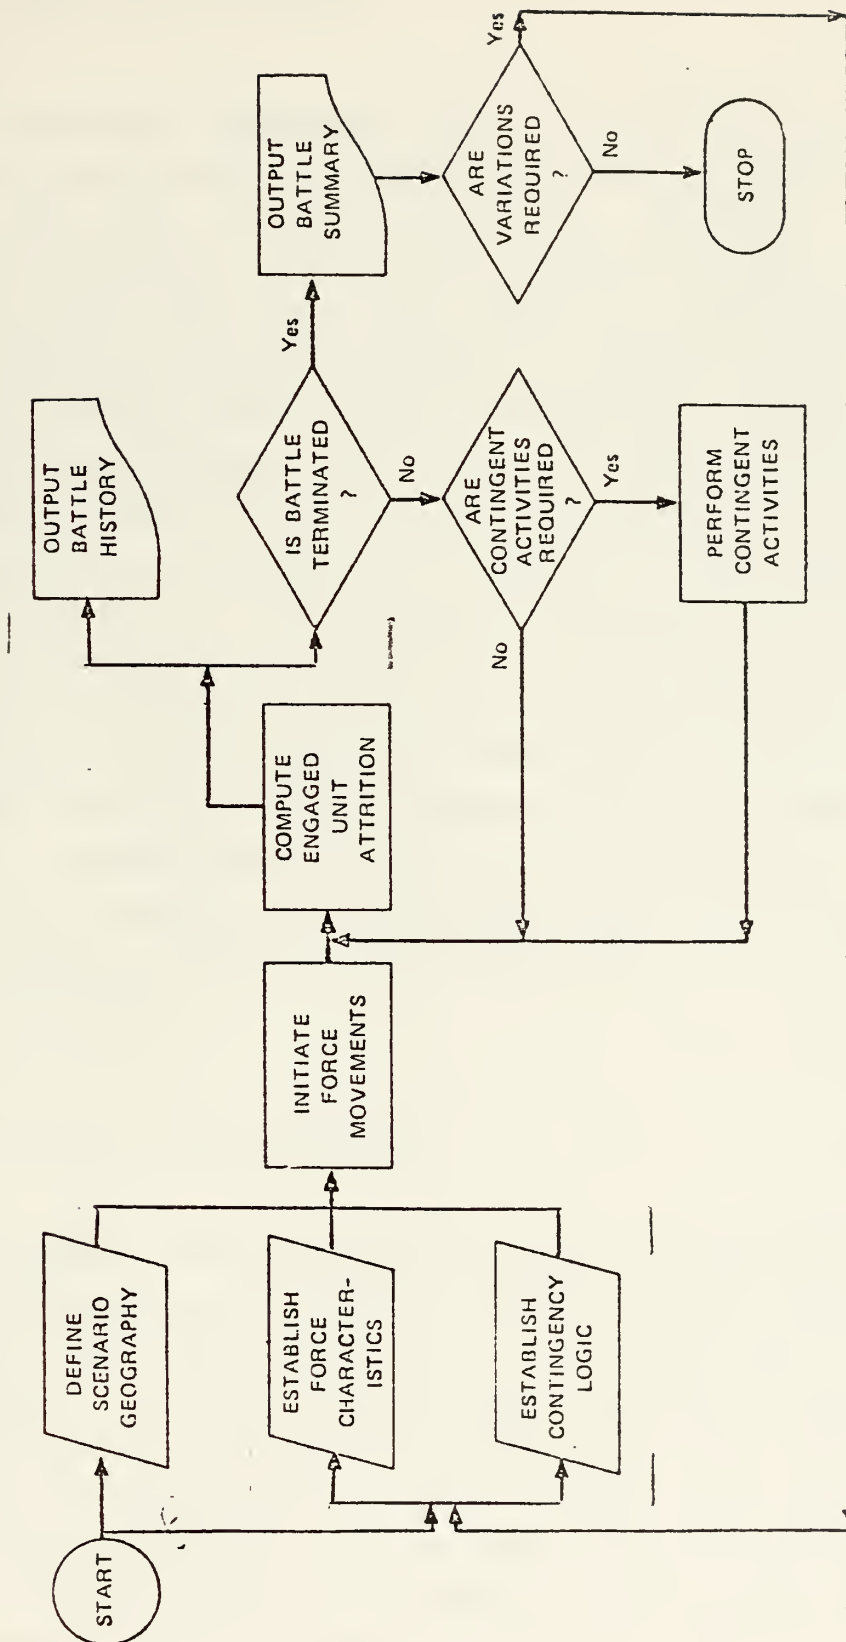 START
DEFINE
SCENARIO
GEOGRAPHY
ESTABLISH
FORCE
CHARACTER-
ISTICS
ESTABLISH
CONTINGENCY
LOGIC
INITIATE
FORCE
MOVEMENTS
COMPUTE
ENGAGED
UNIT
ATTRITION
OUTPUT
BATTLE
HISTORY
IS BATTLE
TERMINATED
?
Yes
No
OUTPUT
BATTLE
SUMMARY
ARE
CONTINGENT
ACTIVITIES
REQUIRED
?
No
Yes
PERFORM
CONTINGENT
ACTIVITIES
ARE
VARIATIONS
REQUIRED
?
Yes
No
STOP